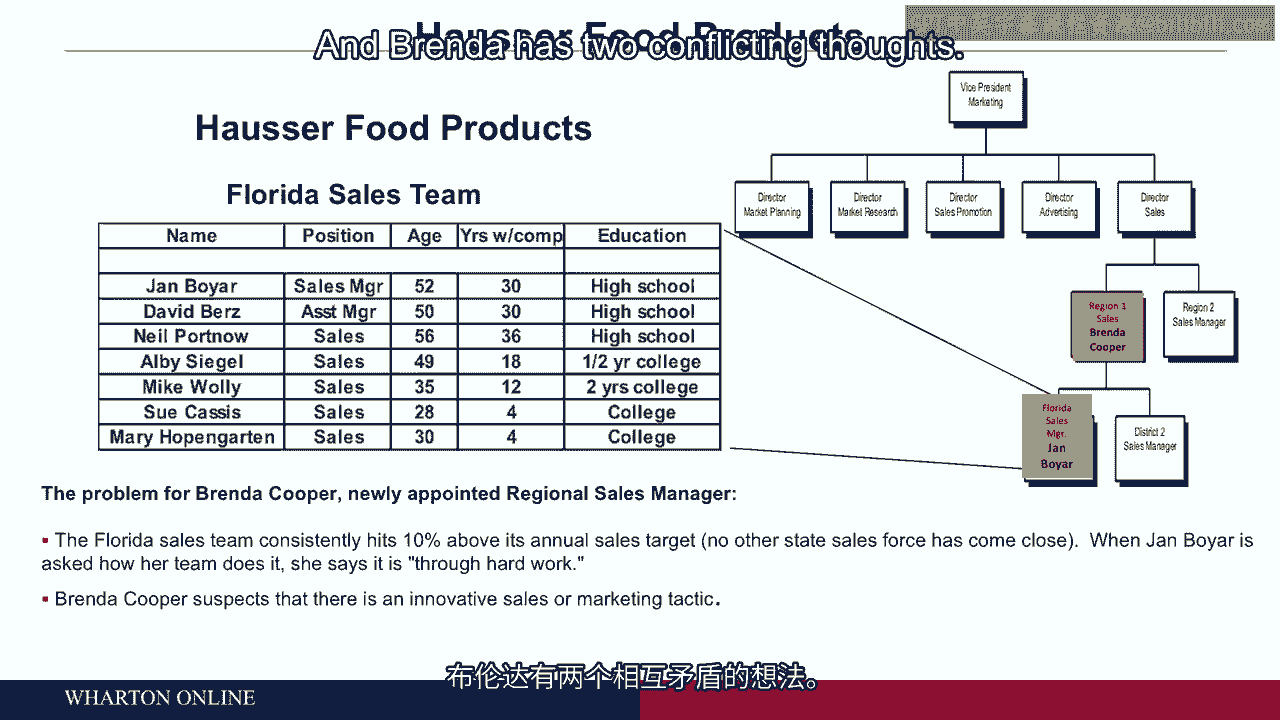 Hausser Food Products
And Brenda has two conflicting thoughts.
Hausser Food Products
Florida Sales Team
Name Position Age Yrs w/comp Education
Jan Boyar Sales Mgr 52 30 High school
David Berz Asst Mgr 50 30 High school
Neil Portnow Sales 56 36 High school
Alby Siegel Sales 49 18 1/2 yr college
Mike Wolly Sales 35 12 2 yrs college
Sue Cassis Sales 28 4 College
Mary Hopengarten Sales 30 4 College
Vice President
Marketing
Director
Market Planning
Director
Market Research
Director
Sales Promotion
Director
Advertising
Director
Sales
Region 1
Sales
Brenda
Cooper
Region 2
Sales Manager
Florida
Sales
Mgr.
Jan
Boyar
District 2
Sales Manager
The problem for Brenda Cooper, newly appointed Regional Sales Manager:
▪ The Florida sales team consistently hits 10% above its annual sales target (no other state sales force has come close). When Jan Boyar is
asked how her team does it, she says it is "through hard work."
▪ Brenda Cooper suspects that there is an innovative sales or marketing tactic.
布伦达有两个相互矛盾的想法。
WHARTON ONLINE